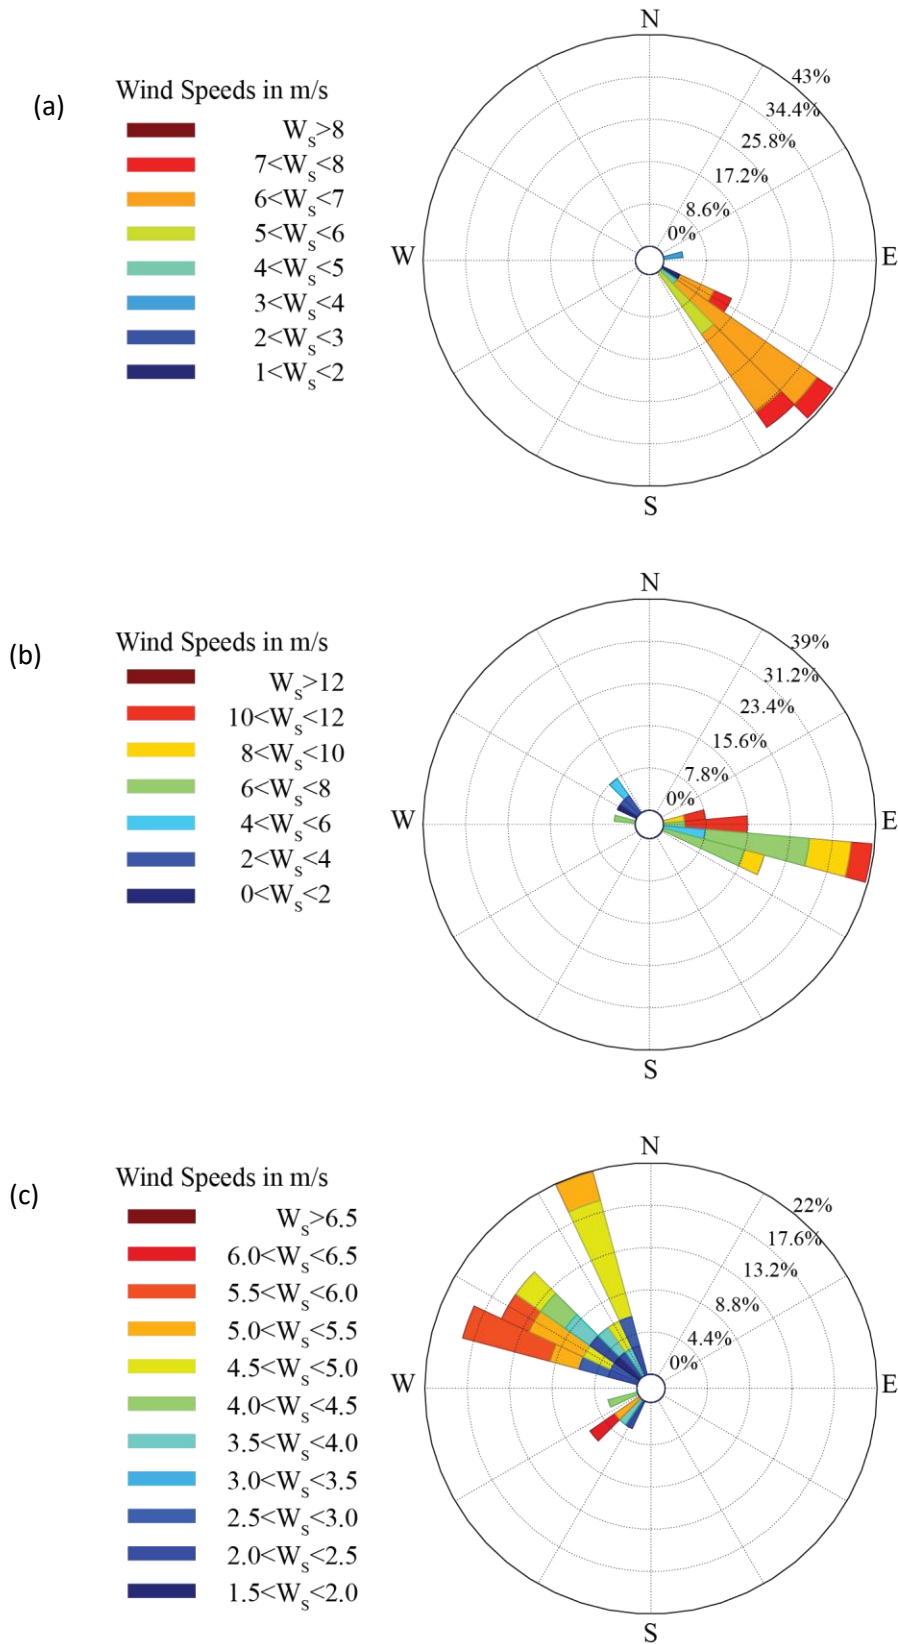 (a)
Wind Speeds in m/s
W_s>8
7<W_s<8
6<W_s<7
5<W_s<6
4<W_s<5
3<W_s<4
2<W_s<3
1<W_s<2
N
43%
34.4%
25.8%
17.2%
8.6%
0%
W
E
S
(b)
Wind Speeds in m/s
W_s>12
10<W_s<12
8<W_s<10
6<W_s<8
4<W_s<6
2<W_s<4
0<W_s<2
N
39%
31.2%
23.4%
15.6%
7.8%
0%
W
E
S
(c)
Wind Speeds in m/s
W_s>6.5
6.0<W_s<6.5
5.5<W_s<6.0
5.0<W_s<5.5
4.5<W_s<5.0
4.0<W_s<4.5
3.5<W_s<4.0
3.0<W_s<3.5
2.5<W_s<3.0
2.0<W_s<2.5
1.5<W_s<2.0
N
22%
17.6%
13.2%
8.8%
4.4%
0%
W
E
S